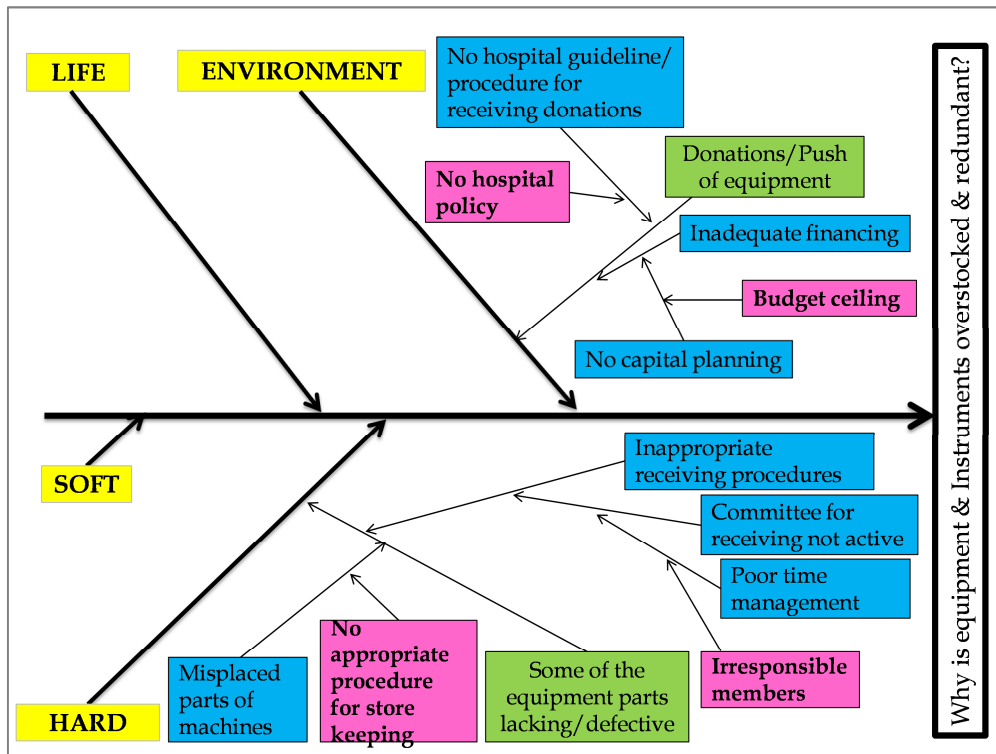 LIFE
ENVIRONMENT
No hospital guideline/
procedure for
receiving donations
No hospital
policy
Donations/Push
of equipment
Inadequate financing
Budget ceiling
No capital planning
Why is equipment & Instruments overstocked & redundant?
SOFT
Inappropriate
receiving procedures
Committee for
receiving not active
Poor time
management
HARD
Misplaced
parts of
machines
No
appropriate
procedure
for store
keeping
Some of the
equipment parts
lacking/defective
Irresponsible
members